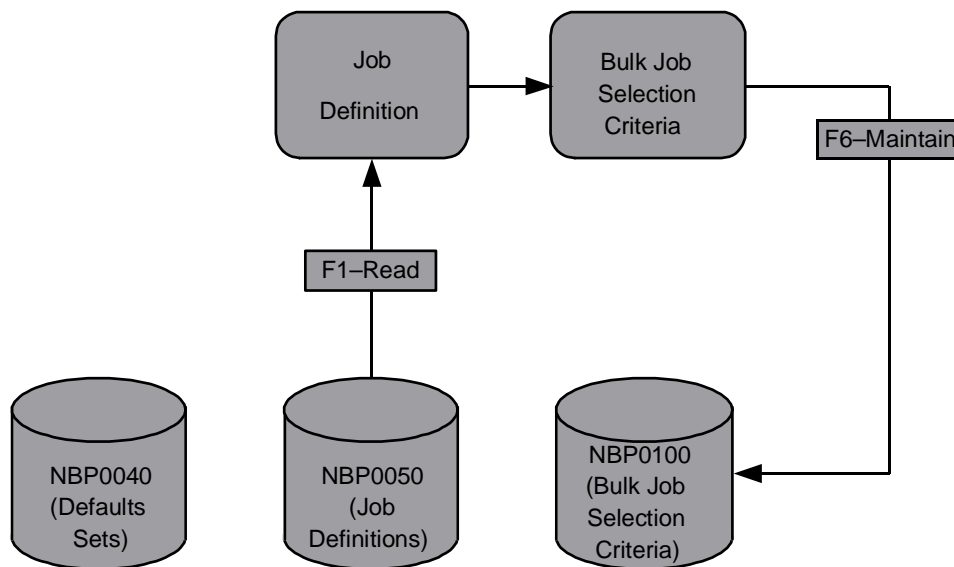 Job
Definition
Bulk Job
Selection
Criteria
F6–Maintain
F1–Read
NBP0040
(Defaults
Sets)
NBP0050
(Job
Definitions)
NBP0100
(Bulk Job
Selection
Criteria)